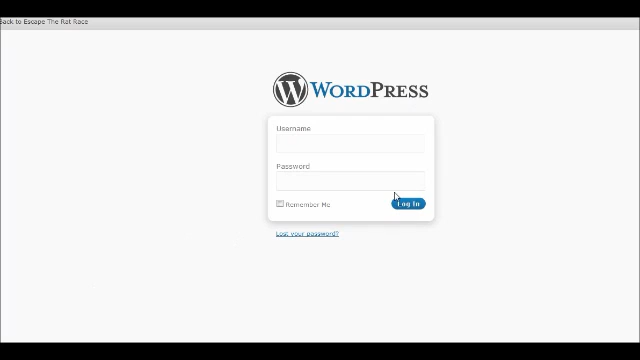 Back to Escape The Rat Race
WORDPRESS
Username
Password
Remember Me
Log In
Lost your password?